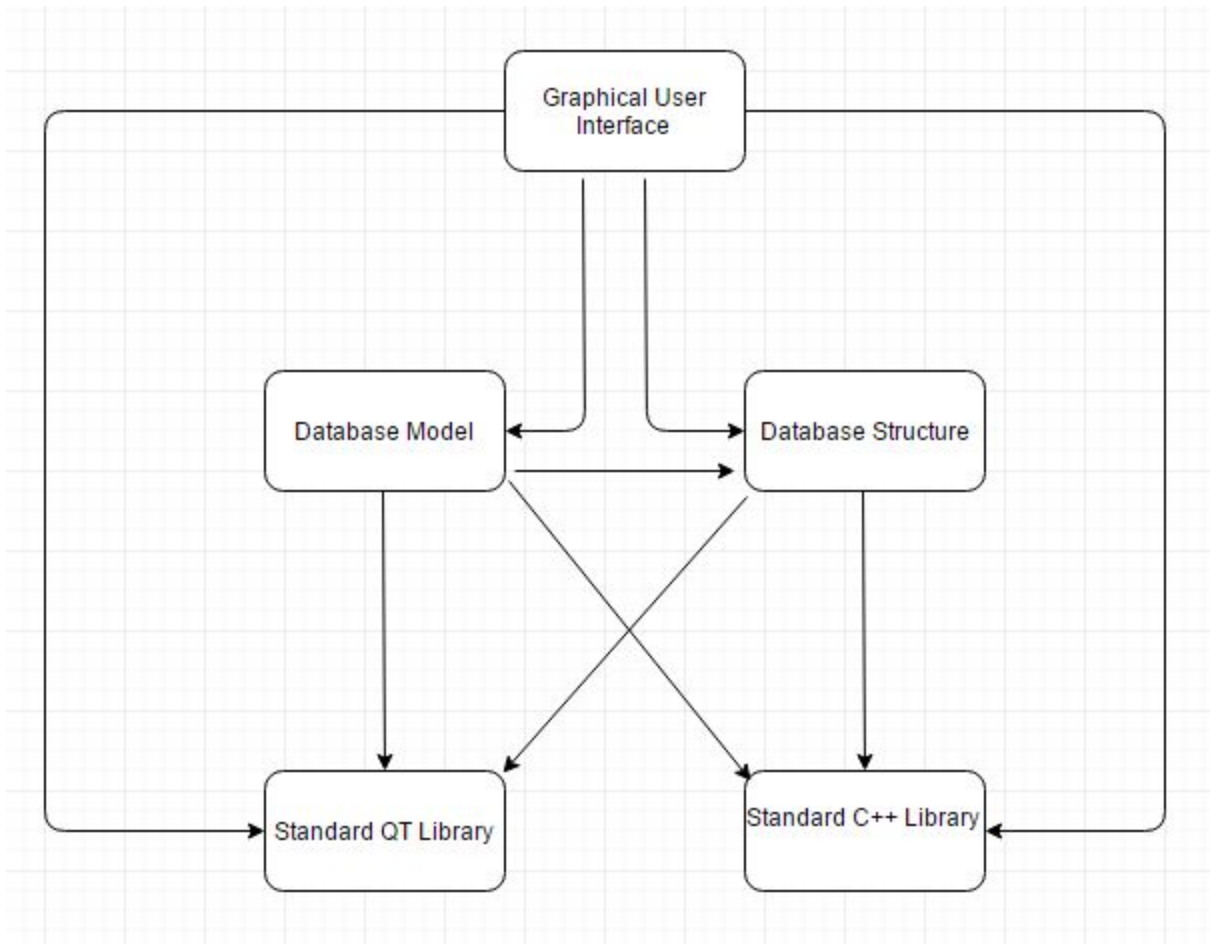 Graphical User
Interface
Database Model
Database Structure
Standard QT Library
Standard C++ Library